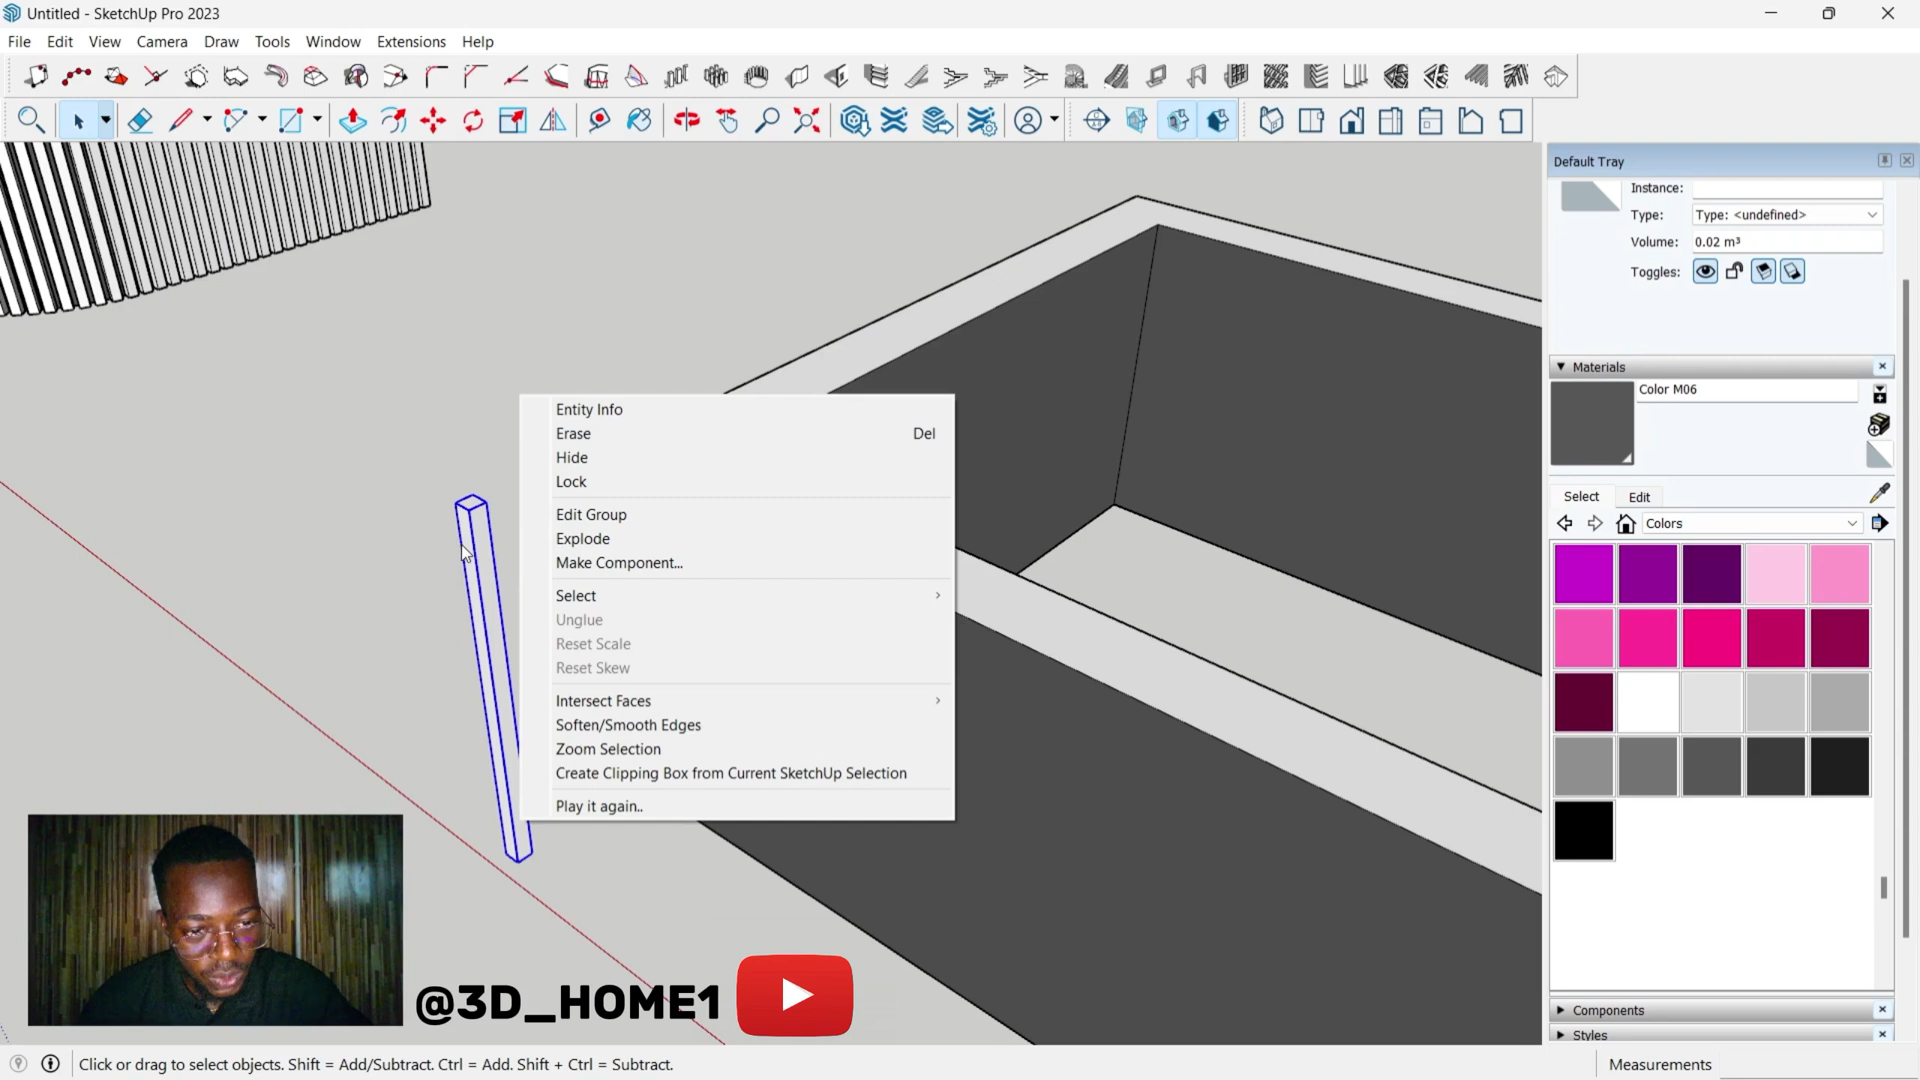 Untitled - SketchUp Pro 2023
File Edit View Camera Draw Tools Window Extensions Help
Default Tray
Instance:
Type: Type: <undefined>
Volume: 0.02 m³
Toggles:
Materials
Color M06
Select Edit
Colors
Components
Styles
Entity Info
Erase Del
Hide
Lock
Edit Group
Explode
Make Component...
Select
Unglue
Reset Scale
Reset Skew
Intersect Faces
Soften/Smooth Edges
Zoom Selection
Create Clipping Box from Current SketchUp Selection
Play it again..
@3D_HOME1
Click or drag to select objects. Shift = Add/Subtract. Ctrl = Add. Shift + Ctrl = Subtract.
Measurements